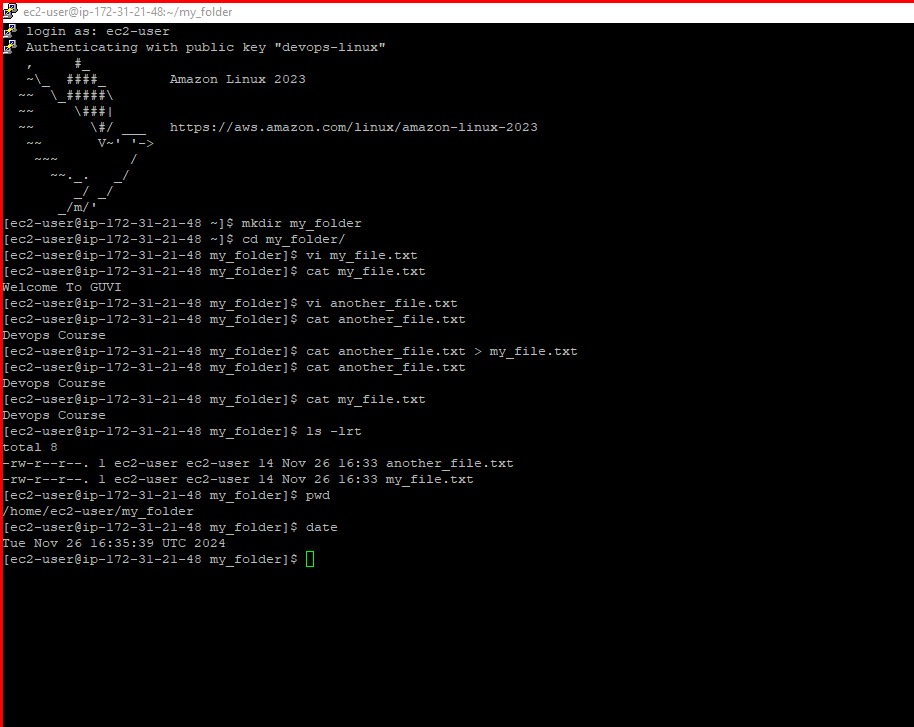 ec2-user@ip-172-31-21-48:~/my_folder
login as: ec2-user
Authenticating with public key "devops-linux"
   ,     #_
   ~\_  ####_        Amazon Linux 2023
  ~~  \_#####\
  ~~     \###|
  ~~       \#/ ___   https://aws.amazon.com/linux/amazon-linux-2023
   ~~       V~' '->
    ~~~         /
      ~~._.   _/
         _/ _/
       _/m/'
[ec2-user@ip-172-31-21-48 ~]$ mkdir my_folder
[ec2-user@ip-172-31-21-48 ~]$ cd my_folder/
[ec2-user@ip-172-31-21-48 my_folder]$ vi my_file.txt
[ec2-user@ip-172-31-21-48 my_folder]$ cat my_file.txt
Welcome To GUVI
[ec2-user@ip-172-31-21-48 my_folder]$ vi another_file.txt
[ec2-user@ip-172-31-21-48 my_folder]$ cat another_file.txt
Devops Course
[ec2-user@ip-172-31-21-48 my_folder]$ cat another_file.txt > my_file.txt
[ec2-user@ip-172-31-21-48 my_folder]$ cat another_file.txt
Devops Course
[ec2-user@ip-172-31-21-48 my_folder]$ cat my_file.txt
Devops Course
[ec2-user@ip-172-31-21-48 my_folder]$ ls -lrt
total 8
-rw-r--r--. 1 ec2-user ec2-user 14 Nov 26 16:33 another_file.txt
-rw-r--r--. 1 ec2-user ec2-user 14 Nov 26 16:33 my_file.txt
[ec2-user@ip-172-31-21-48 my_folder]$ pwd
/home/ec2-user/my_folder
[ec2-user@ip-172-31-21-48 my_folder]$ date
Tue Nov 26 16:35:39 UTC 2024
[ec2-user@ip-172-31-21-48 my_folder]$